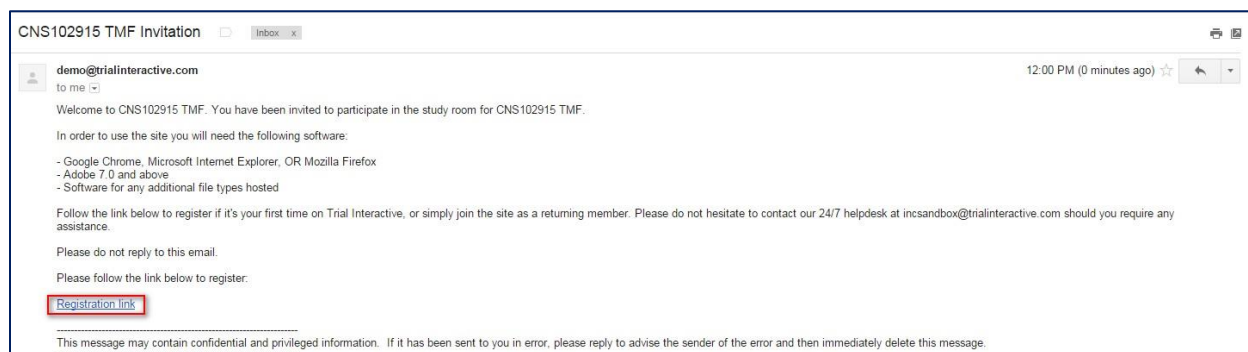 CNS102915 TMF Invitation
Inbox x
demo@trialinteractive.com
12:00 PM (0 minutes ago)
to me
Welcome to CNS102915 TMF. You have been invited to participate in the study room for CNS102915 TMF.
In order to use the site you will need the following software:
- Google Chrome, Microsoft Internet Explorer, OR Mozilla Firefox
- Adobe 7.0 and above
- Software for any additional file types hosted
Follow the link below to register if it's your first time on Trial Interactive, or simply join the site as a returning member. Please do not hesitate to contact our 24/7 helpdesk at incsandbox@trialinteractive.com should you require any
assistance.
Please do not reply to this email.
Please follow the link below to register:
Registration link
----------------------------------------------------------------------
This message may contain confidential and privileged information. If it has been sent to you in error, please reply to advise the sender of the error and then immediately delete this message.